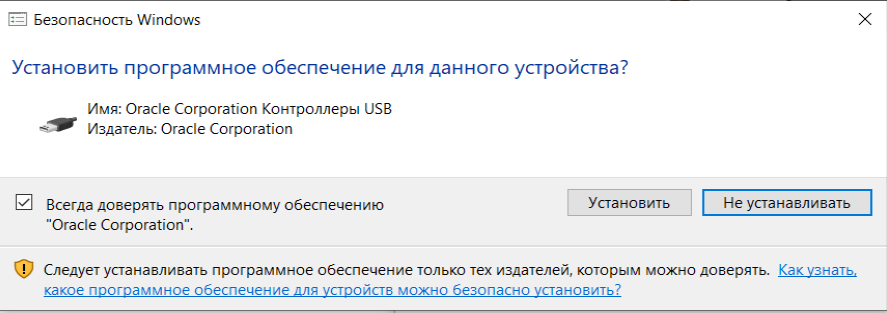 Безопасность Windows
Установить программное обеспечение для данного устройства?
Имя: Oracle Corporation Контроллеры USB
Издатель: Oracle Corporation
Всегда доверять программному обеспечению
"Oracle Corporation".
Установить
Не устанавливать
Следует устанавливать программное обеспечение только тех издателей, которым можно доверять. Как узнать,
какое программное обеспечение для устройств можно безопасно установить?